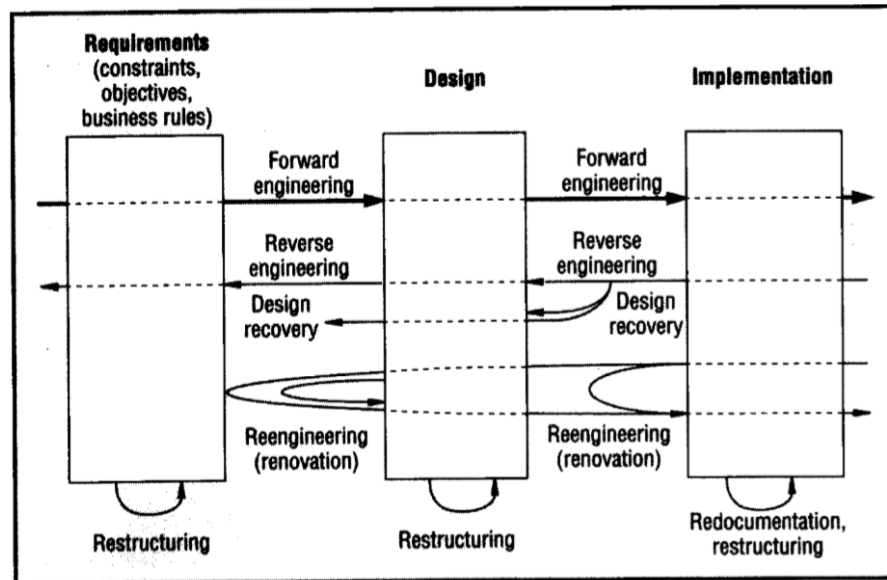 Requirements
(constraints,
objectives,
business rules)
Design
Implementation
Forward
engineering
Forward
engineering
Reverse
engineering
Reverse
engineering
Design
recovery
Design
recovery
Reengineering
(renovation)
Reengineering
(renovation)
Restructuring
Restructuring
Redocumentation,
restructuring